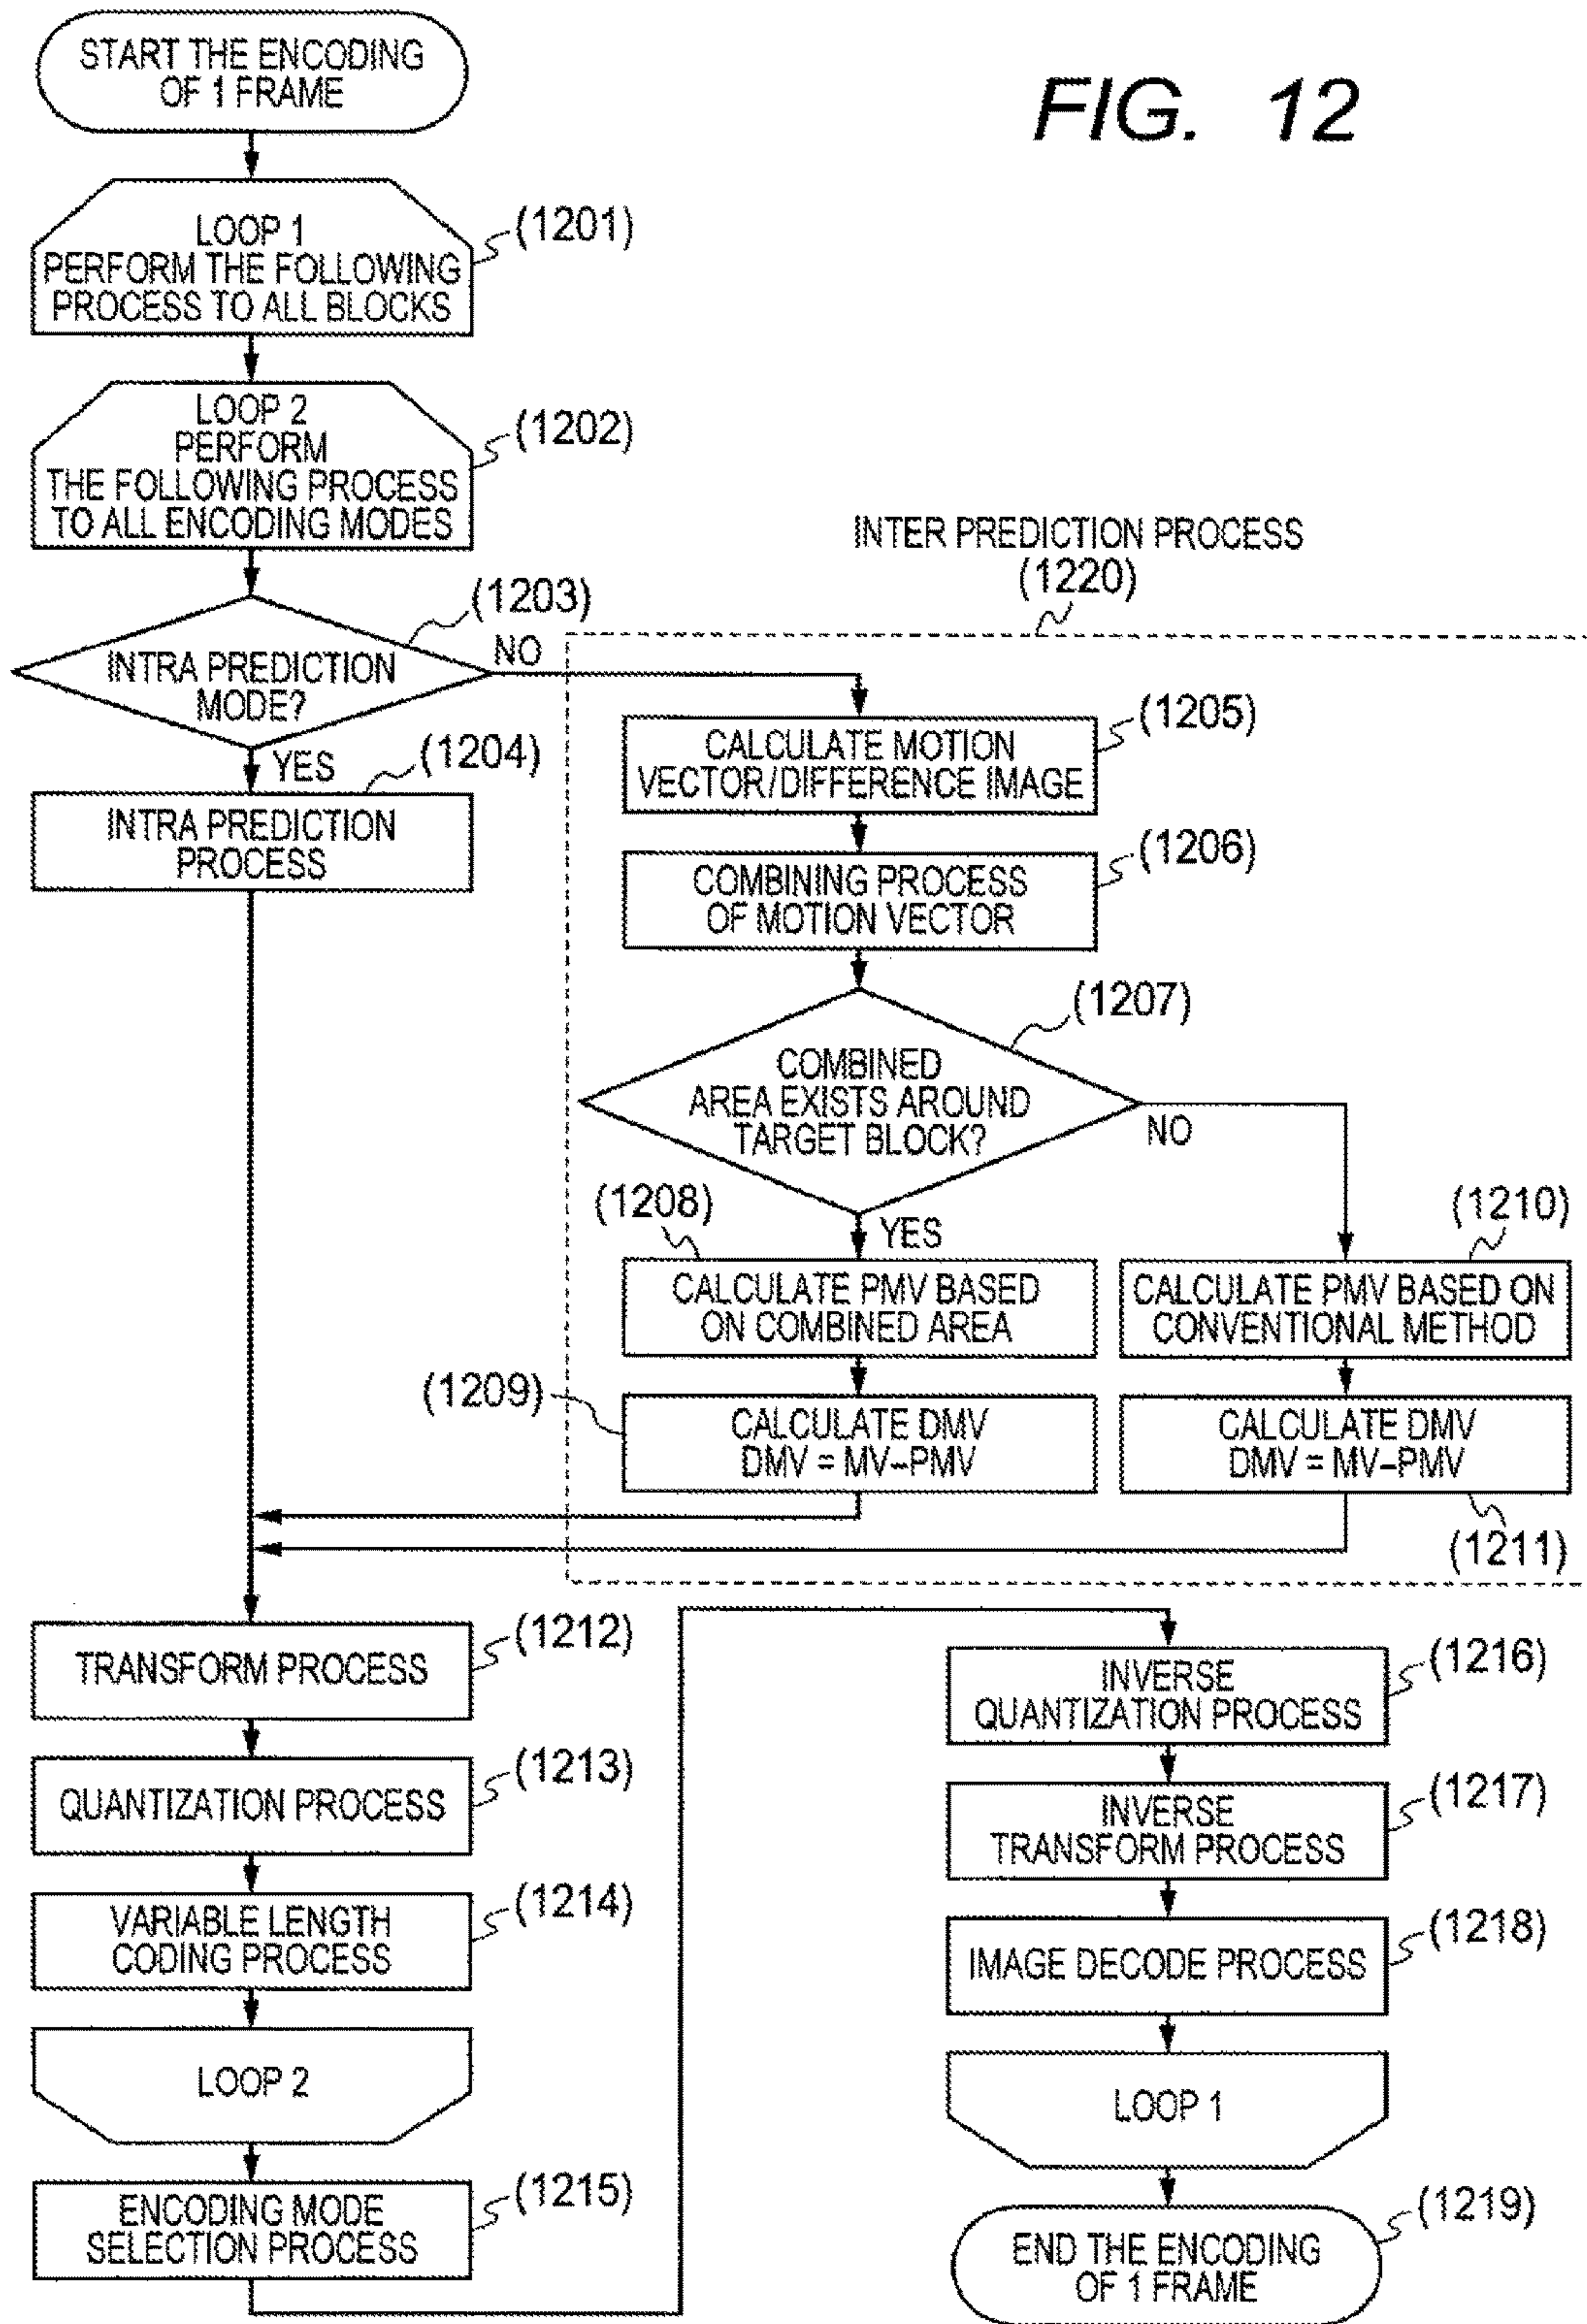 FIG. 12
START THE ENCODING
OF 1 FRAME
LOOP 1
PERFORM THE FOLLOWING
PROCESS TO ALL BLOCKS
(1201)
LOOP 2
PERFORM
THE FOLLOWING PROCESS
TO ALL ENCODING MODES
(1202)
INTRA PREDICTION
MODE?
(1203)
NO
YES
(1204)
INTRA PREDICTION
PROCESS
INTER PREDICTION PROCESS
(1220)
CALCULATE MOTION
VECTOR/DIFFERENCE IMAGE
(1205)
COMBINING PROCESS
OF MOTION VECTOR
(1206)
(1207)
COMBINED
AREA EXISTS AROUND
TARGET BLOCK?
NO
YES
(1208)
CALCULATE PMV BASED
ON COMBINED AREA
(1209)
CALCULATE DMV
DMV = MV-PMV
(1210)
CALCULATE PMV BASED ON
CONVENTIONAL METHOD
CALCULATE DMV
DMV = MV-PMV
(1211)
TRANSFORM PROCESS
(1212)
QUANTIZATION PROCESS
(1213)
VARIABLE LENGTH
CODING PROCESS
(1214)
LOOP 2
ENCODING MODE
SELECTION PROCESS
(1215)
INVERSE
QUANTIZATION PROCESS
(1216)
INVERSE
TRANSFORM PROCESS
(1217)
IMAGE DECODE PROCESS
(1218)
LOOP 1
END THE ENCODING
OF 1 FRAME
(1219)